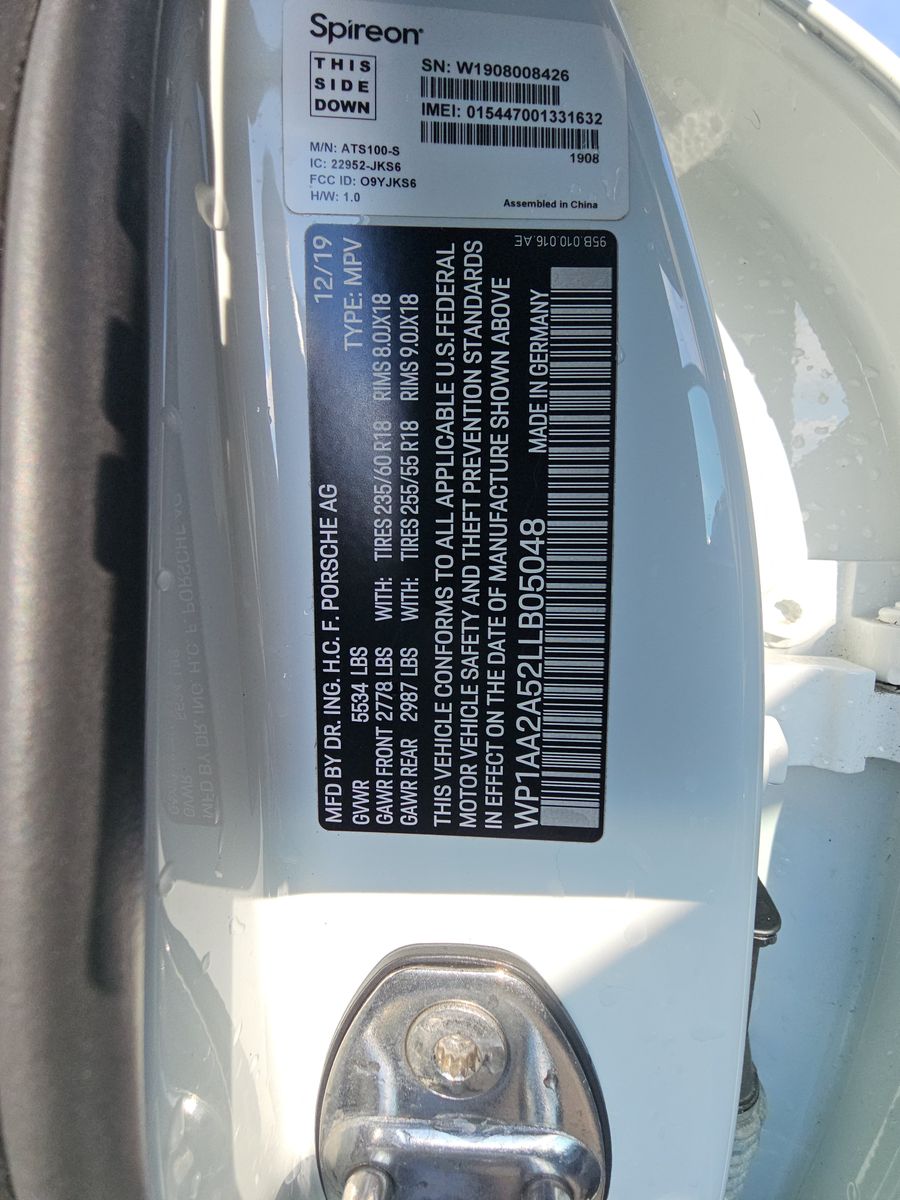 Spireon®
THIS
SIDE
DOWN
SN: W1908008426
IMEI: 015447001331632
1908
M/N: ATS100-S
IC: 22952-JKS6
FCC ID: O9YJKS6
H/W: 1.0
Assembled in China
MFD BY DR. ING. H.C. F. PORSCHE AG 12/19
GVWR 5534 LBS TYPE: MPV
GAWR FRONT 2778 LBS WITH: TIRES 235/60 R18 RIMS 8.0JX18
GAWR REAR 2987 LBS WITH: TIRES 255/55 R18 RIMS 9.0JX18
THIS VEHICLE CONFORMS TO ALL APPLICABLE U.S. FEDERAL
MOTOR VEHICLE SAFETY AND THEFT PREVENTION STANDARDS
IN EFFECT ON THE DATE OF MANUFACTURE SHOWN ABOVE
WP1AA2A52LLB05048 MADE IN GERMANY
95B.010.016.AE